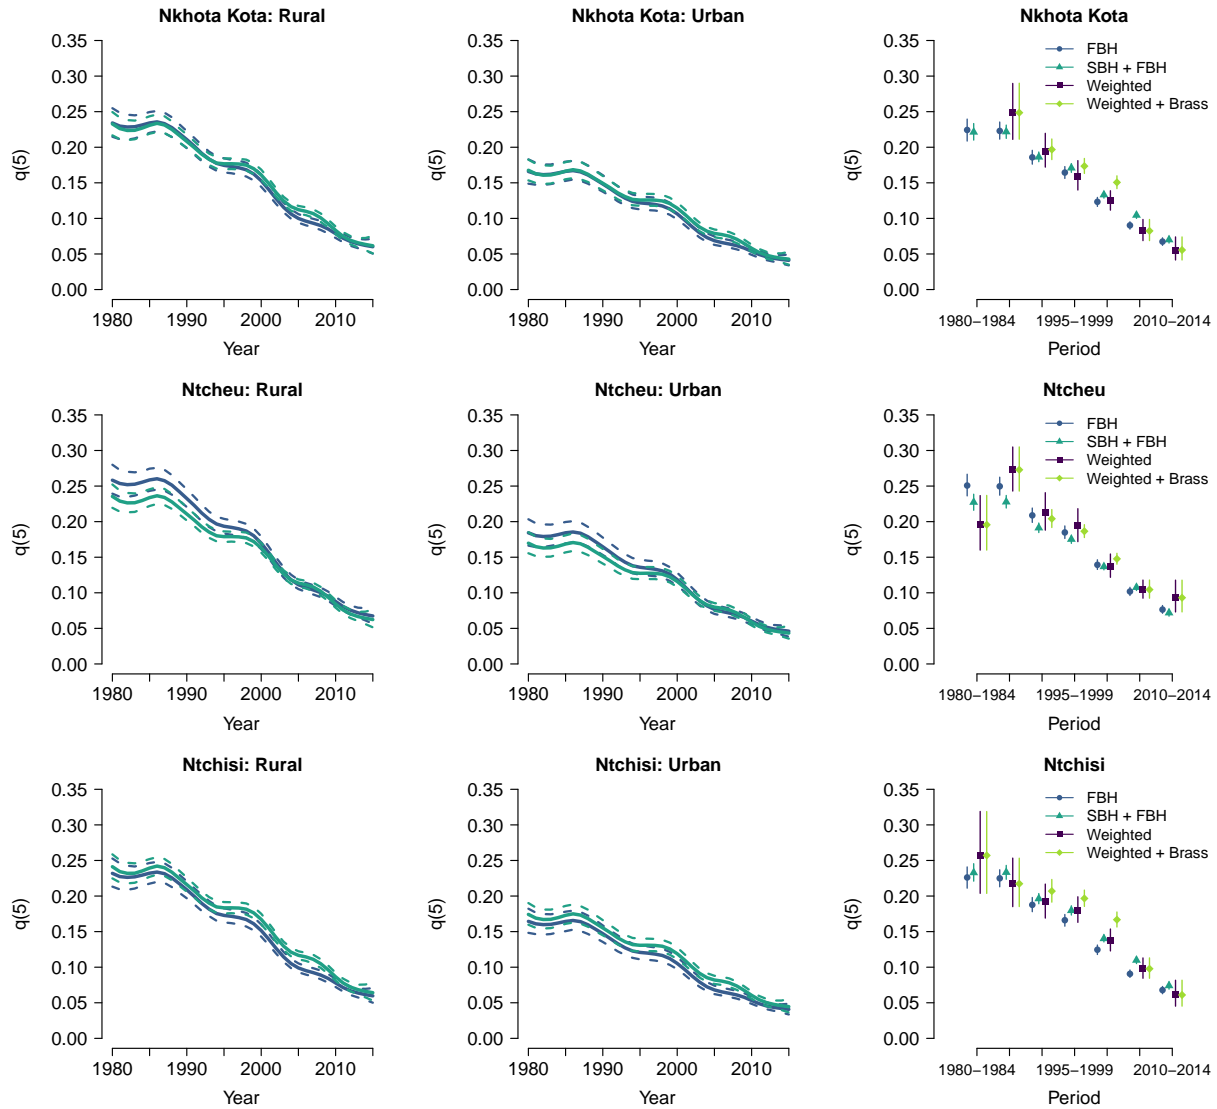 Nkhota Kota: Rural
0.35
0.30
0.25
0.20
0.15
0.10
0.05
0.00
q(5)
1980 1990 2000 2010
Year
Nkhota Kota: Urban
0.35
0.30
0.25
0.20
0.15
0.10
0.05
0.00
q(5)
1980 1990 2000 2010
Year
Nkhota Kota
0.35
0.30
0.25
0.20
0.15
0.10
0.05
0.00
q(5)
FBH
SBH + FBH
Weighted
Weighted + Brass
1980–1984 1995–1999 2010–2014
Period
Ntcheu: Rural
0.35
0.30
0.25
0.20
0.15
0.10
0.05
0.00
q(5)
1980 1990 2000 2010
Year
Ntcheu: Urban
0.35
0.30
0.25
0.20
0.15
0.10
0.05
0.00
q(5)
1980 1990 2000 2010
Year
Ntcheu
0.35
0.30
0.25
0.20
0.15
0.10
0.05
0.00
q(5)
FBH
SBH + FBH
Weighted
Weighted + Brass
1980–1984 1995–1999 2010–2014
Period
Ntchisi: Rural
0.35
0.30
0.25
0.20
0.15
0.10
0.05
0.00
q(5)
1980 1990 2000 2010
Year
Ntchisi: Urban
0.35
0.30
0.25
0.20
0.15
0.10
0.05
0.00
q(5)
1980 1990 2000 2010
Year
Ntchisi
0.35
0.30
0.25
0.20
0.15
0.10
0.05
0.00
q(5)
FBH
SBH + FBH
Weighted
Weighted + Brass
1980–1984 1995–1999 2010–2014
Period